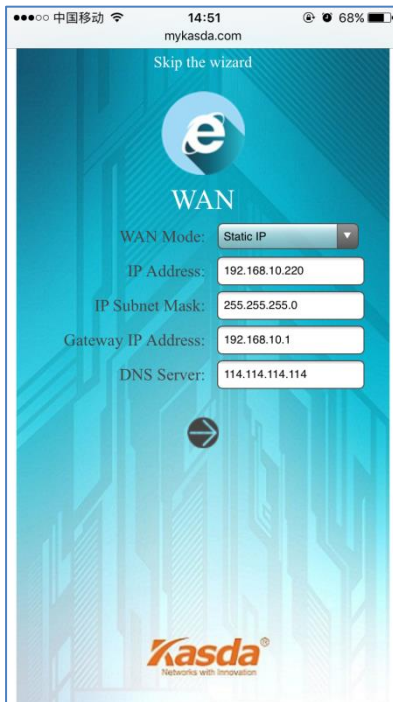 ●●●○○ 中国移动 14:51 68%
mykasda.com
Skip the wizard
WAN
WAN Mode: Static IP
IP Address: 192.168.10.220
IP Subnet Mask: 255.255.255.0
Gateway IP Address: 192.168.10.1
DNS Server: 114.114.114.114
Kasda®
Networks with Innovation